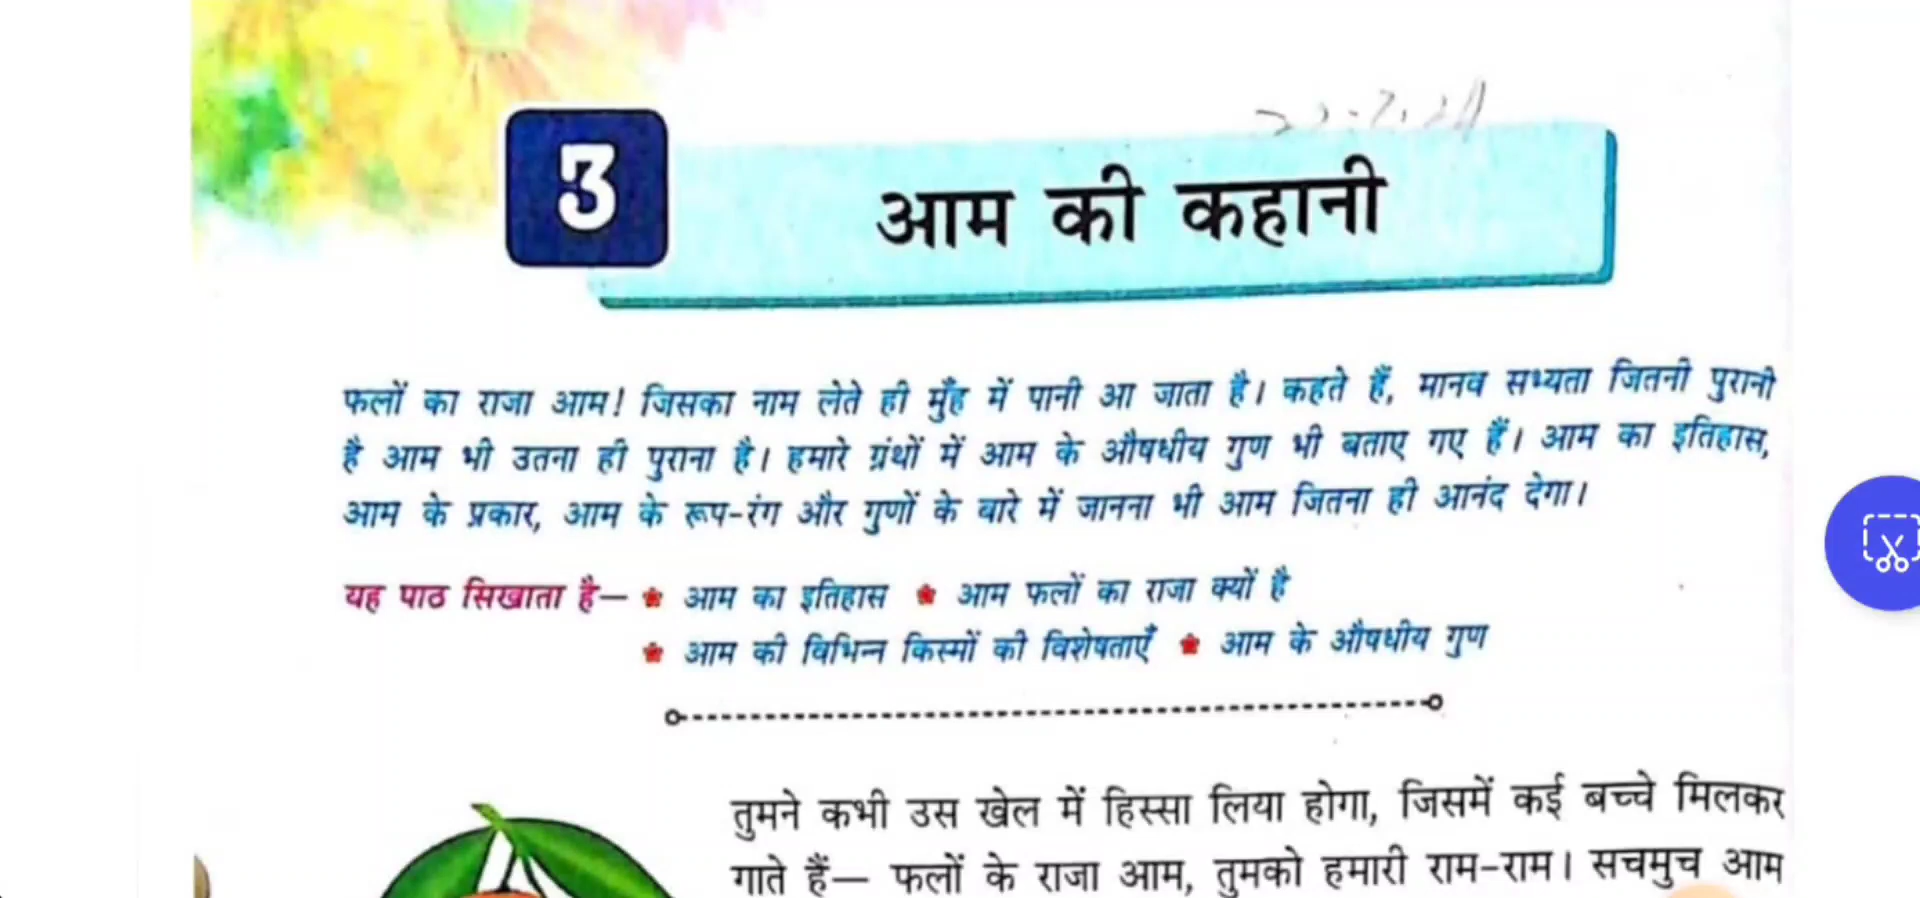 3
आम की कहानी
फलों का राजा आम! जिसका नाम लेते ही मुँह में पानी आ जाता है। कहते हैं, मानव सभ्यता जितनी पुरानी
है आम भी उतना ही पुराना है। हमारे ग्रंथों में आम के औषधीय गुण भी बताए गए हैं। आम का इतिहास,
आम के प्रकार, आम के रूप-रंग और गुणों के बारे में जानना भी आम जितना ही आनंद देगा।
यह पाठ सिखाता है— आम का इतिहास आम फलों का राजा क्यों है
आम की विभिन्न किस्मों की विशेषताएँ आम के औषधीय गुण
तुमने कभी उस खेल में हिस्सा लिया होगा, जिसमें कई बच्चे मिलकर
गाते हैं— फलों के राजा आम, तुमको हमारी राम-राम। सचमुच आम